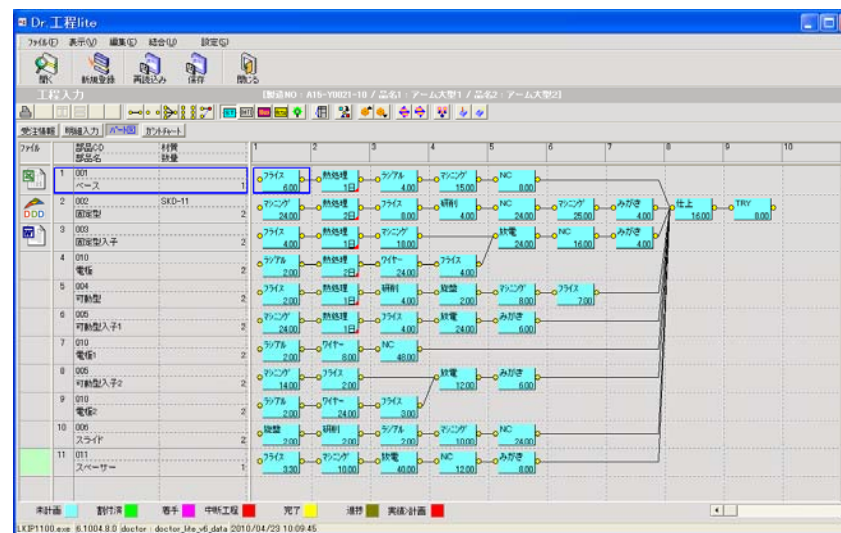 Dr.工程lite
ファイル(F) 表示(V) 編集(E) 結合(U) 設定(G)
開く 新規登録 再読込み 保存 閉じる
工程入力 [製造NO : A15-Y0021-10 / 品名1 : アーム大型1 / 品名2 : アーム大型2]
受注情報 明細入力 パート図 ガントチャート
ファイル 部品CD 材質 1 2 3 4 5 6 7 8 9 10
部品名 数量
1 001 フライス 熱処理 ラジアル マシニング NC
ベース 1 6.00 1日 4.00 15.00 8.00
2 002 SKD-11 マシニング 熱処理 フライス 研削 NC マシニング みがき 仕上 TRY
固定型 2 24.00 2日 8.00 4.00 24.00 25.00 4.00 16.00 8.00
3 003 フライス 熱処理 マシニング 放電 NC みがき
固定型入子 2 4.00 1日 18.00 24.00 16.00 4.00
4 010 ラジアル 熱処理 ワイヤー フライス
電極 2 2.00 2日 24.00 4.00
5 004 フライス 熱処理 研削 旋盤 マシニング フライス
可動型 2 2.00 1日 4.00 2.00 8.00 7.00
6 005 マシニング 熱処理 フライス 放電 みがき
可動型入子1 2 24.00 1日 4.00 24.00 6.00
7 010 ラジアル ワイヤー NC
電極1 2 2.00 8.00 48.00
8 005 マシニング フライス 放電 みがき
可動型入子2 2 14.00 2.00 12.00 6.00
9 010 ラジアル ワイヤー フライス
電極2 2 2.00 24.00 3.00
10 006 旋盤 研削 ラジアル マシニング NC
スライド 2 2.00 2.00 2.00 10.00 24.00
11 011 フライス マシニング 放電 NC みがき
スペーサー 1 3.30 10.00 40.00 12.00 8.00
未計画 割付済 着手 中断工程 完了 進捗 実績>計画
LKIP1100.exe 6.1004.8.0 doctor : doctor_lite_v6_data 2010/04/23 10:09:45